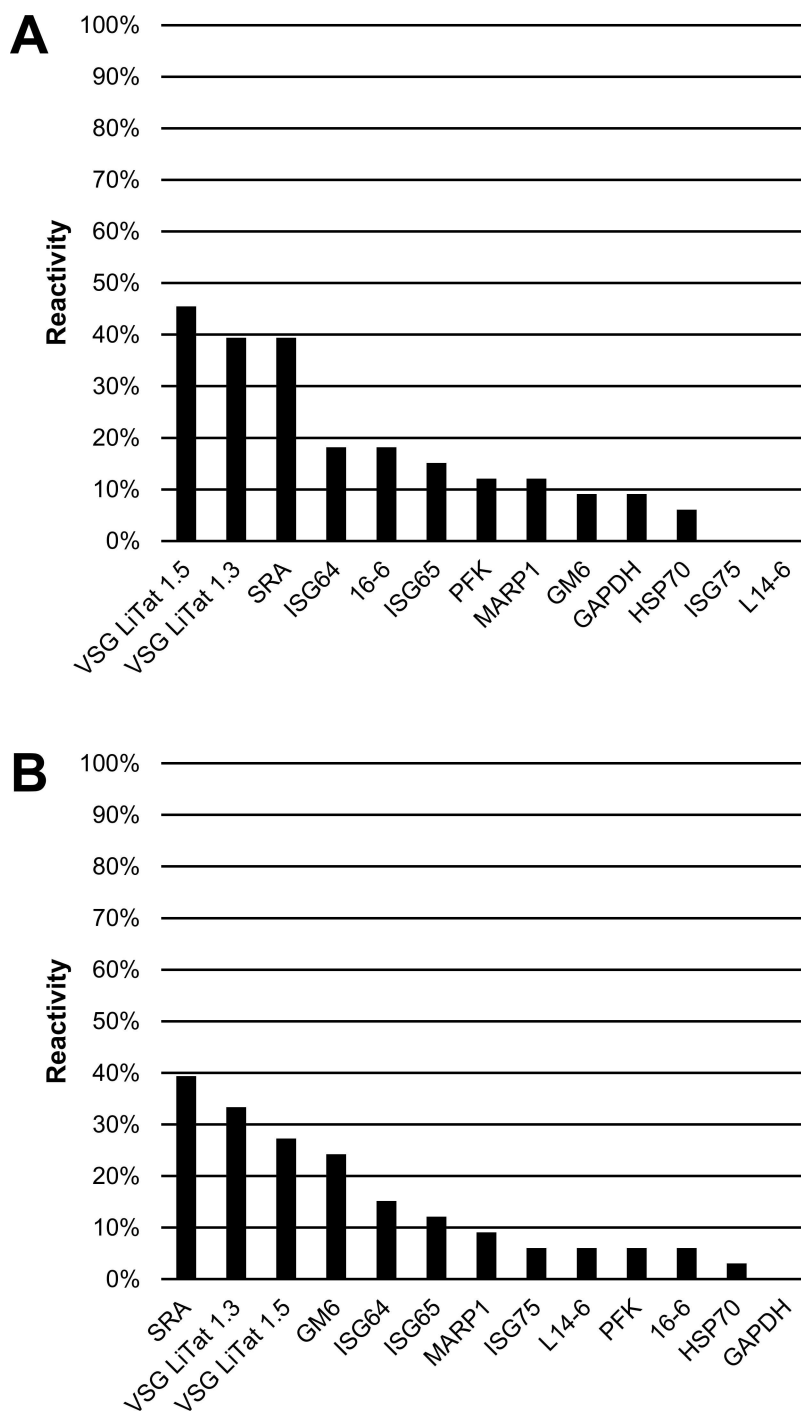 A
100%
90%
80%
70%
60%
50%
40%
30%
20%
10%
0%
Reactivity
VSG LiTat 1.5
VSG LiTat 1.3
SRA
ISG64
16-6
ISG65
PFK
MARP1
GM6
GAPDH
HSP70
ISG75
L14-6
B
100%
90%
80%
70%
60%
50%
40%
30%
20%
10%
0%
Reactivity
SRA
VSG LiTat 1.3
VSG LiTat 1.5
GM6
ISG64
ISG65
MARP1
ISG75
L14-6
PFK
16-6
HSP70
GAPDH